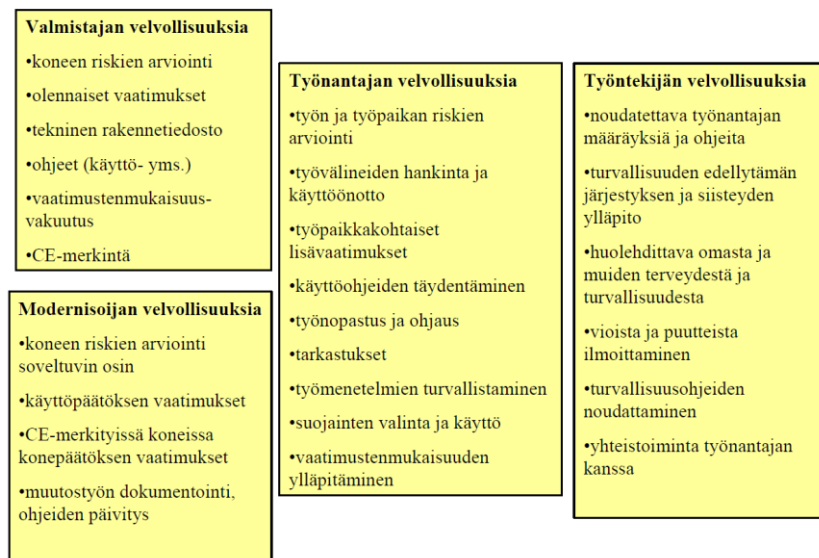 Valmistajan velvollisuuksia
•koneen riskien arviointi
•olennaiset vaatimukset
•tekninen rakennetiedosto
•ohjeet (käyttö- yms.)
•vaatimustenmukaisuus-
vakuutus
•CE-merkintä
Modernisoijan velvollisuuksia
•koneen riskien arviointi
soveltuvin osin
•käyttöpäätöksen vaatimukset
•CE-merkityissä koneissa
konepäätöksen vaatimukset
•muutostyön dokumentointi,
ohjeiden päivitys
Työnantajan velvollisuuksia
•työn ja työpaikan riskien
arviointi
•työvälineiden hankinta ja
käyttöönotto
•työpaikkakohtaiset
lisävaatimukset
•käyttöohjeiden täydentäminen
•työnopastus ja ohjaus
•tarkastukset
•työmenetelmien turvallistaminen
•suojainten valinta ja käyttö
•vaatimustenmukaisuuden
ylläpitäminen
Työntekijän velvollisuuksia
•noudatettava työnantajan
määräyksiä ja ohjeita
•turvallisuuden edellytämän
järjestyksen ja siisteyden
ylläpito
•huolehdittava omasta ja
muiden terveydestä ja
turvallisuudesta
•vioista ja puutteista
ilmoittaminen
•turvallisuusohjeiden
noudattaminen
•yhteistoiminta työnantajan
kanssa